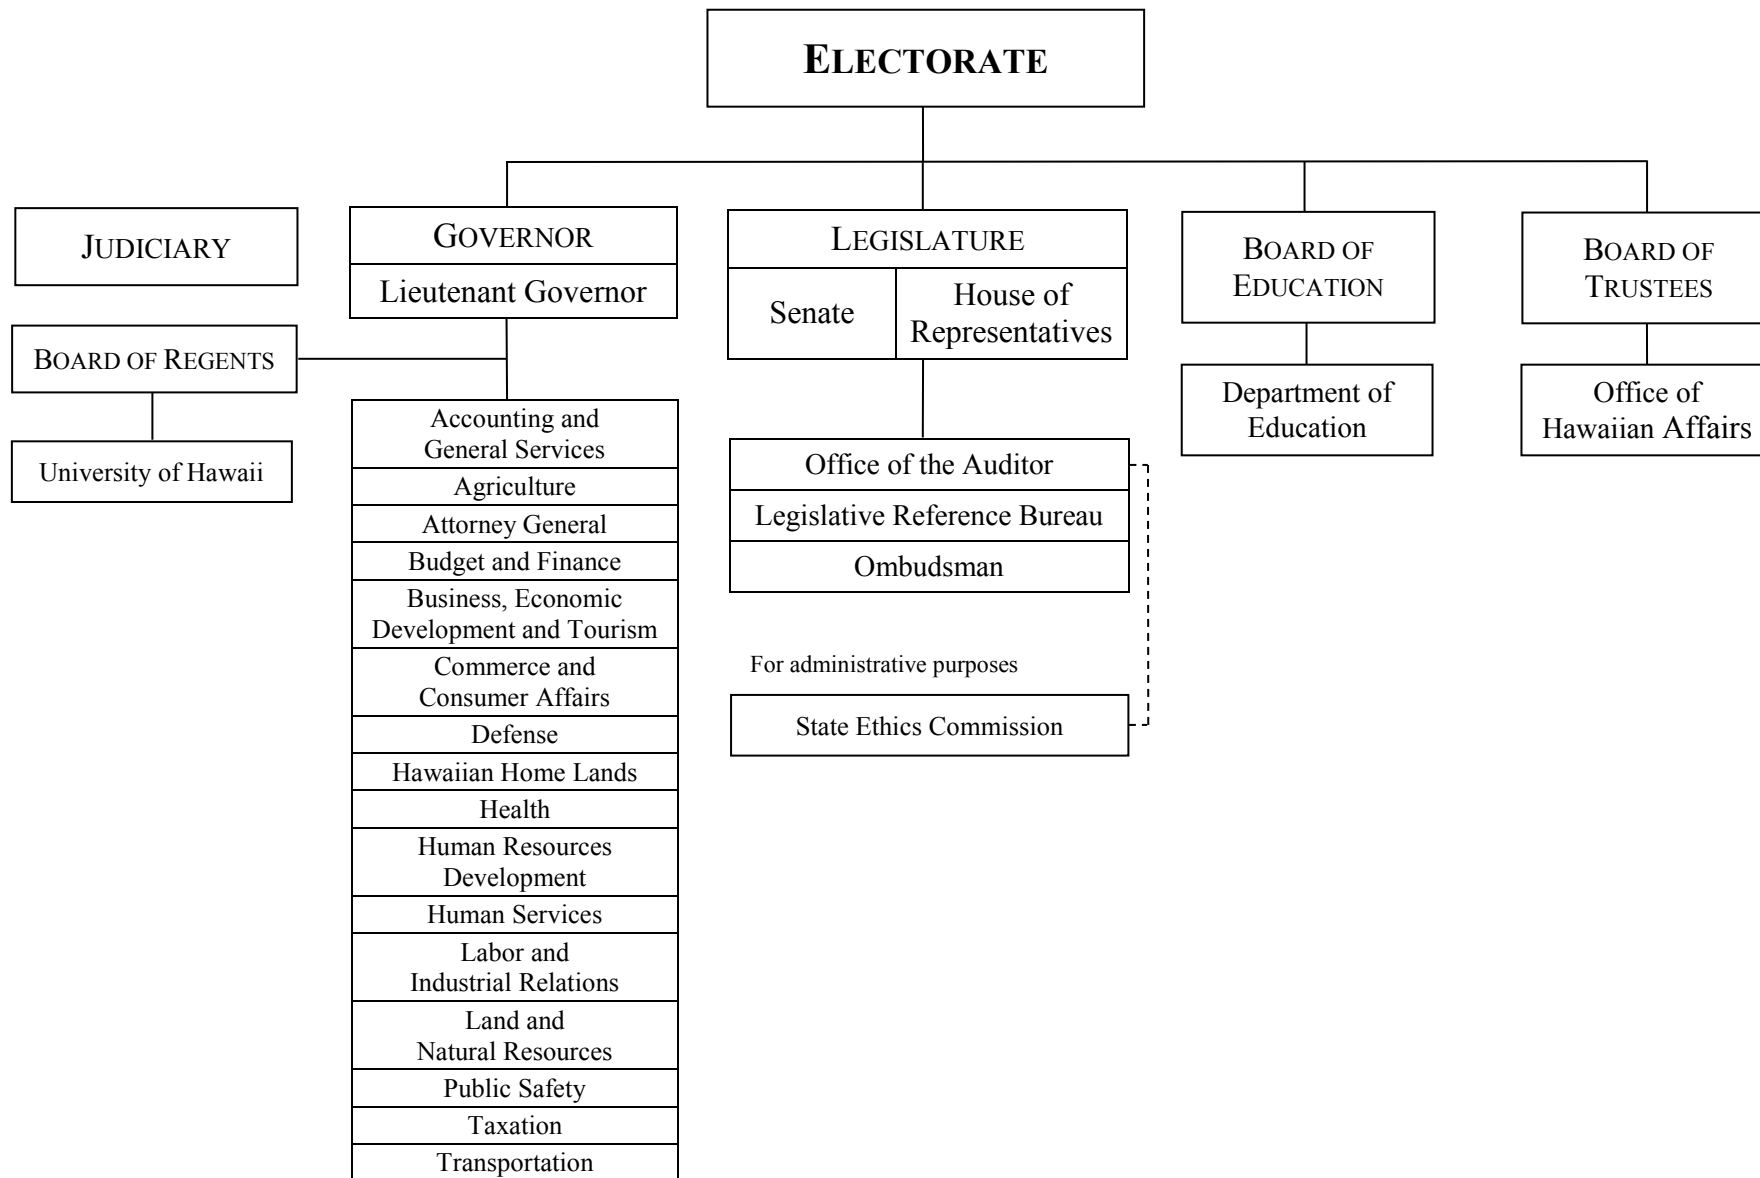 ELECTORATE
JUDICIARY
GOVERNOR
Lieutenant Governor
LEGISLATURE
Senate
House of
Representatives
BOARD OF
EDUCATION
BOARD OF
TRUSTEES
BOARD OF REGENTS
University of Hawaii
Accounting and
General Services
Agriculture
Attorney General
Budget and Finance
Business, Economic
Development and Tourism
Commerce and
Consumer Affairs
Defense
Hawaiian Home Lands
Health
Human Resources
Development
Human Services
Labor and
Industrial Relations
Land and
Natural Resources
Public Safety
Taxation
Transportation
Office of the Auditor
Legislative Reference Bureau
Ombudsman
For administrative purposes
State Ethics Commission
Department of
Education
Office of
Hawaiian Affairs